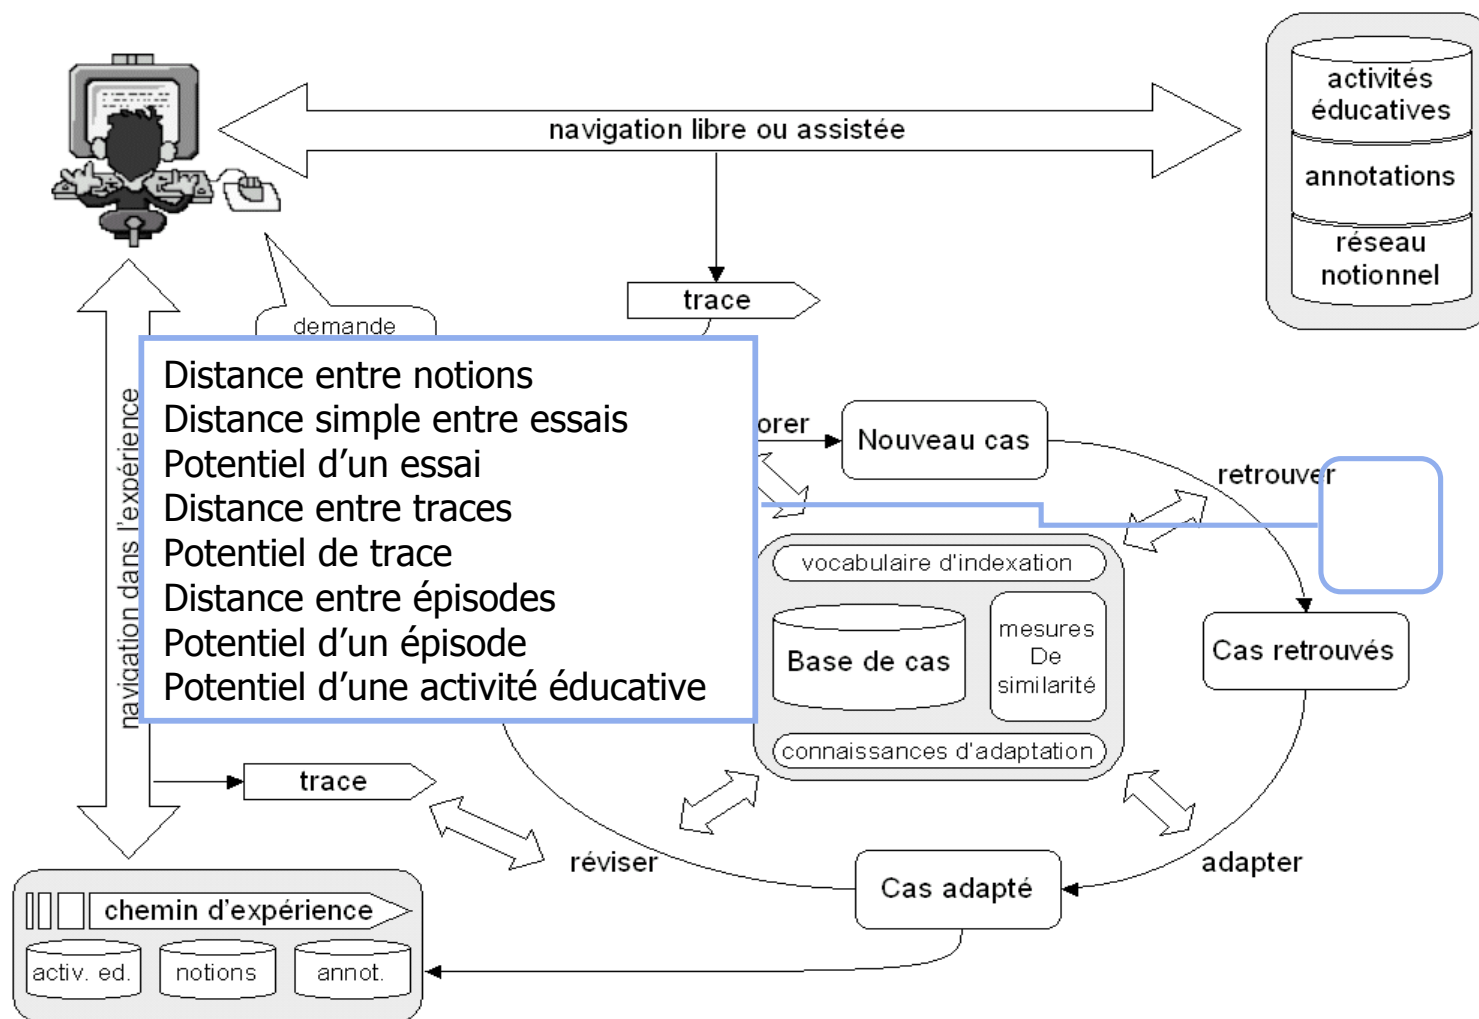 activités
éducatives
annotations
réseau
notionnel
navigation libre ou assistée
trace
demande
navigation dans l'expérience
Distance entre notions
Distance simple entre essais
Potentiel d’un essai
Distance entre traces
Potentiel de trace
Distance entre épisodes
Potentiel d’un épisode
Potentiel d’une activité éducative
orer
Nouveau cas
retrouver
vocabulaire d'indexation
Base de cas
mesures
De
similarité
connaissances d'adaptation
Cas retrouvés
trace
réviser
Cas adapté
adapter
chemin d'expérience
activ. ed.
notions
annot.